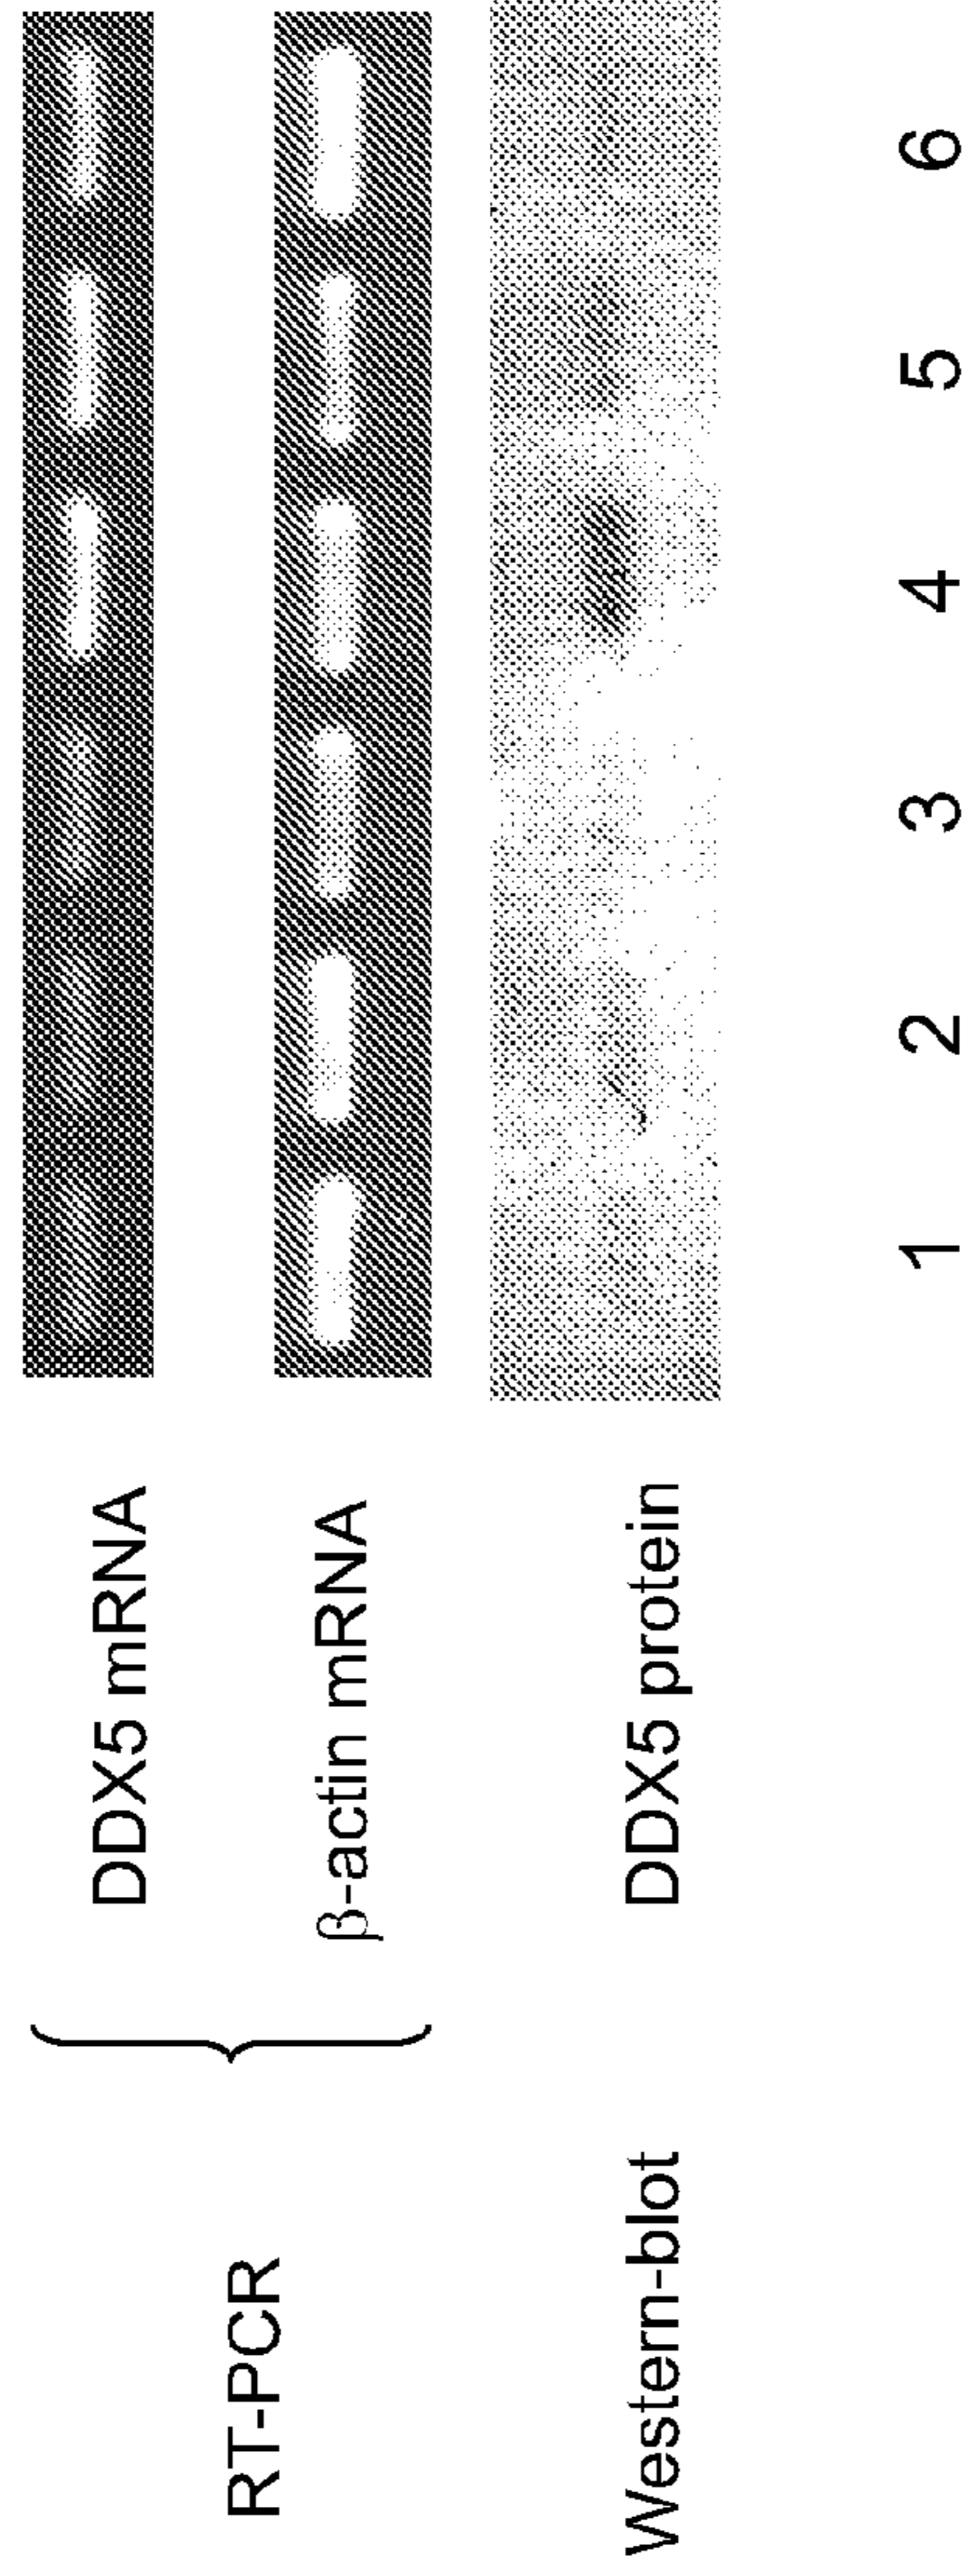 RT-PCR
DDX5 mRNA
β-actin mRNA
Western-blot
DDX5 protein
1 2 3 4 5 6